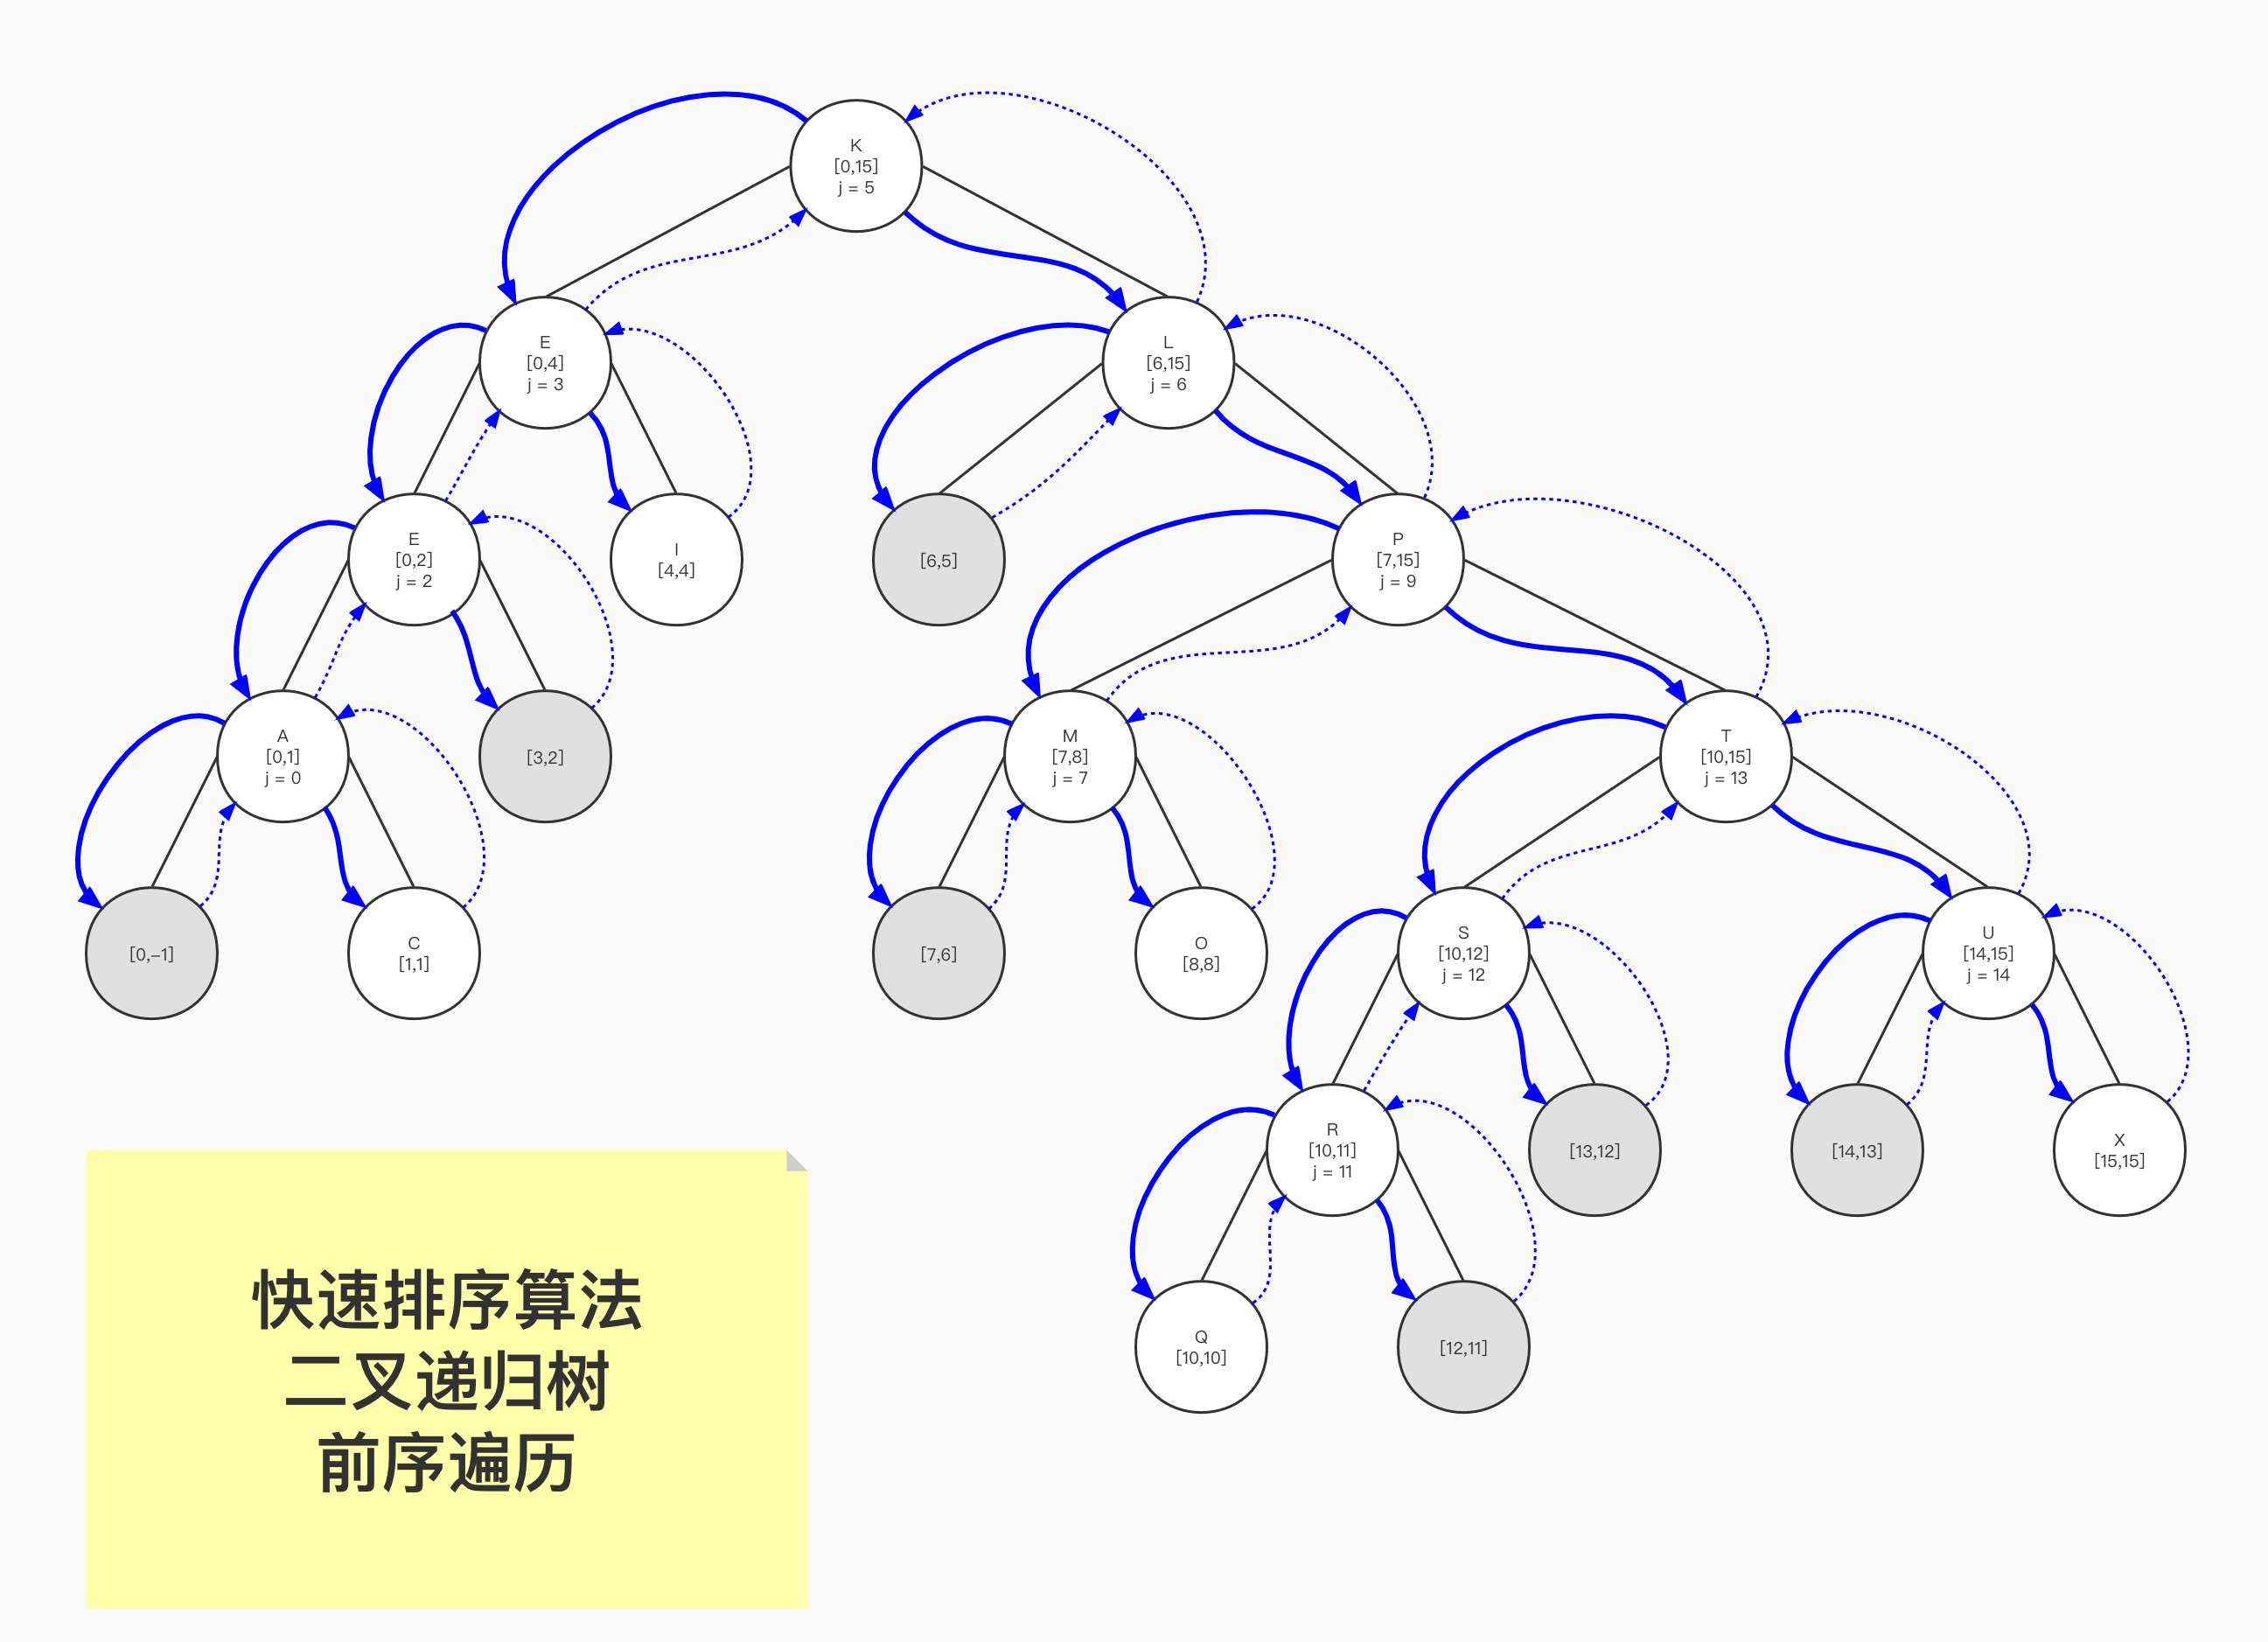 K
[0,15]
j = 5
E
[0,4]
j = 3
L
[6,15]
j = 6
E
[0,2]
j = 2
I
[4,4]
[6,5]
P
[7,15]
j = 9
A
[0,1]
j = 0
[3,2]
M
[7,8]
j = 7
T
[10,15]
j = 13
[0,–1]
C
[1,1]
[7,6]
O
[8,8]
S
[10,12]
j = 12
U
[14,15]
j = 14
R
[10,11]
j = 11
[13,12]
[14,13]
X
[15,15]
Q
[10,10]
[12,11]
快速排序算法
二叉递归树
前序遍历